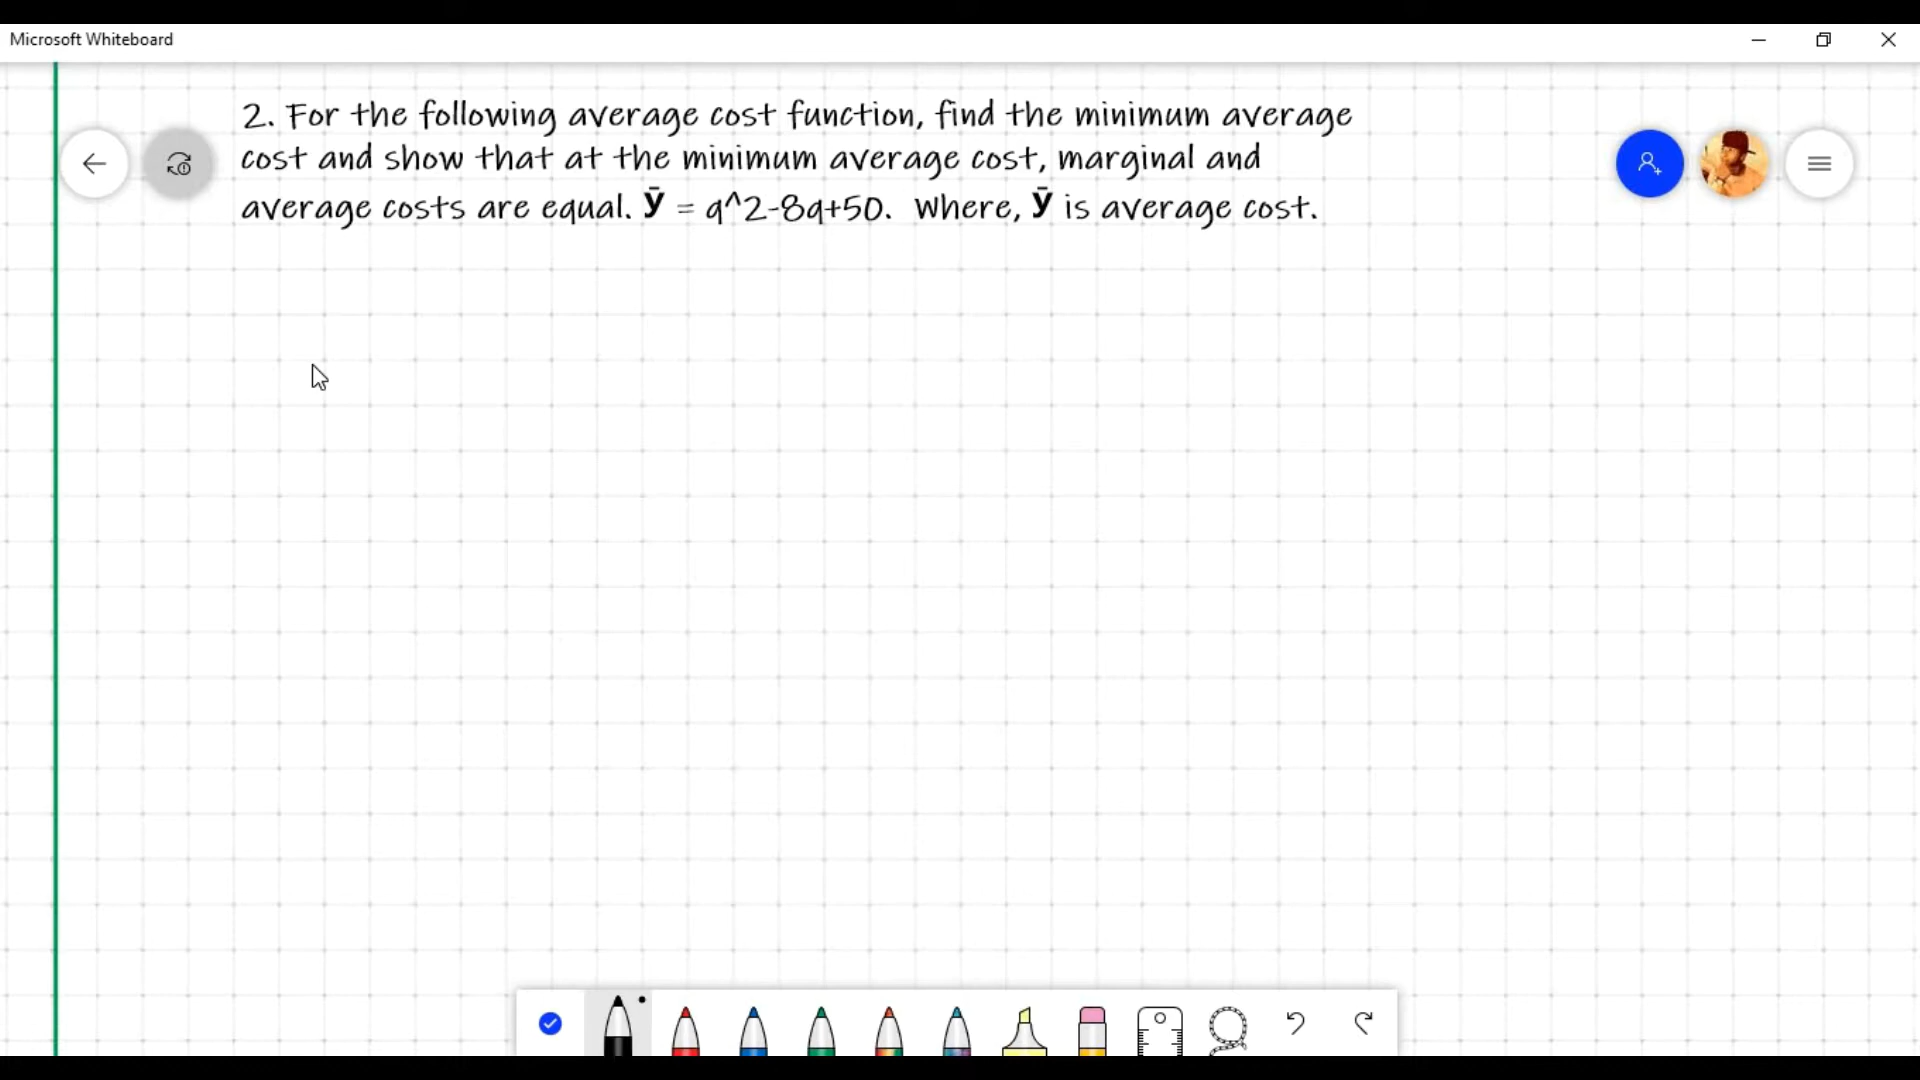 Microsoft Whiteboard
2. For the following average cost function, find the minimum average
cost and show that at the minimum average cost, marginal and
average costs are equal. ȳ = q^2-8q+50. Where, ȳ is average cost.